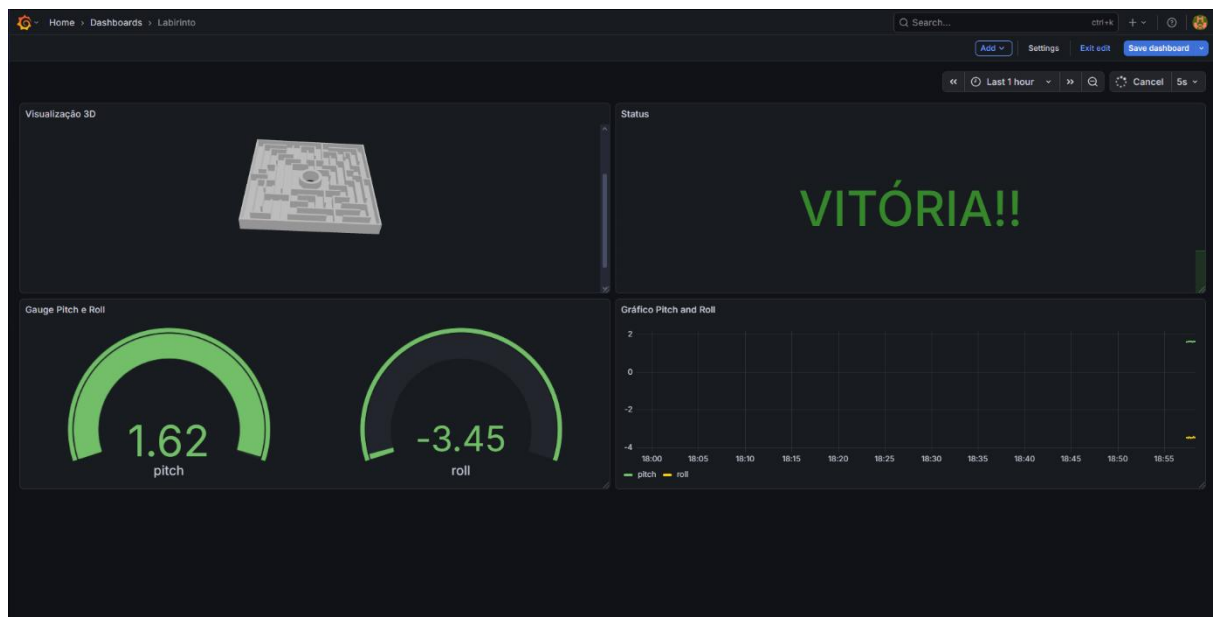 Home › Dashboards › Labirinto
Search...
ctrl+k
Add
Settings
Exit edit
Save dashboard
Last 1 hour
Cancel
5s
Visualização 3D
Status
VITÓRIA!!
Gauge Pitch e Roll
1.62
pitch
-3.45
roll
Gráfico Pitch and Roll
2
0
-2
-4
18:00 18:05 18:10 18:15 18:20 18:25 18:30 18:35 18:40 18:45 18:50 18:55
pitch roll